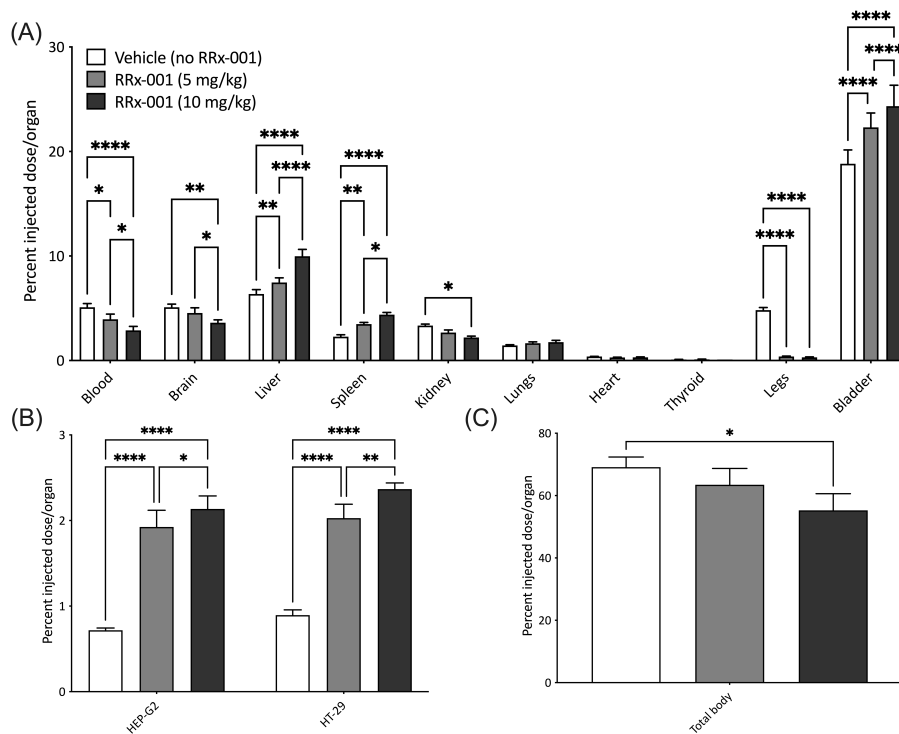 (A)
Percent injected dose/organ
30
20
10
0
Vehicle (no RRx-001)
RRx-001 (5 mg/kg)
RRx-001 (10 mg/kg)
****
*
*
**
*
****
**
****
****
**
*
*
****
****
****
****
****
Blood
Brain
Liver
Spleen
Kidney
Lungs
Heart
Thyroid
Legs
Bladder
(B)
Percent injected dose/organ
3
2
1
0
****
****
*
****
****
**
HEP-G2
HT-29
(C)
Percent injected dose/organ
80
60
40
20
0
*
Total body